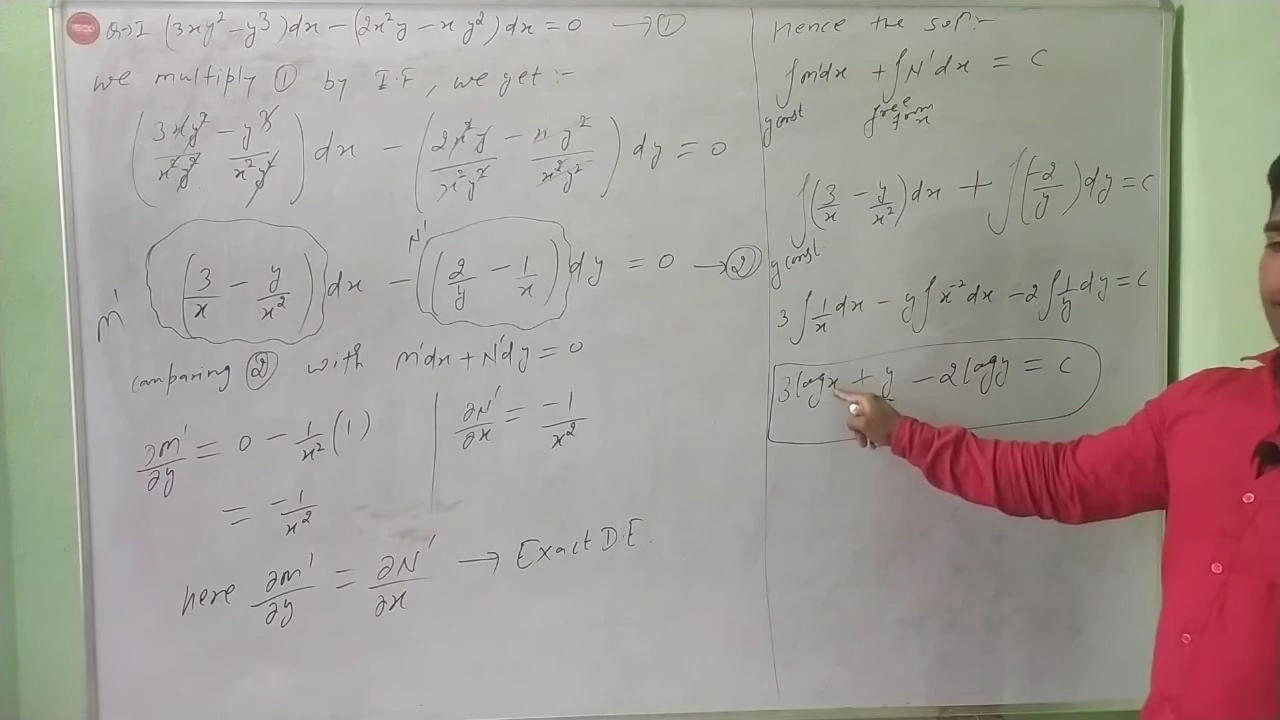 Q→I (3xy² - y³)dx - (2x²y - xy²)dx = 0 → ①
we multiply ① by I.F, we get :-
(3xy²/x²y² - y³/x²y²) dx - (2x²y/x²y² - xy²/x²y²) dy = 0
M' (3/x - y/x²) dx - N' (2/y - 1/x) dy = 0 → ②
comparing ② with M'dx + N'dy = 0
∂M'/∂y = 0 - 1/x² (1)
∂N'/∂x = -1/x²
= -1/x²
here ∂M'/∂y = ∂N'/∂x → Exact D.E.
Hence the solⁿ:-
∫M'dx + ∫N'dx = C
y const free from x
∫(3/x - y/x²)dx + ∫(-2/y)dy = C
y const
3∫1/x dx - y∫x⁻²dx - 2∫1/y dy = C
3logx + y - 2logy = C